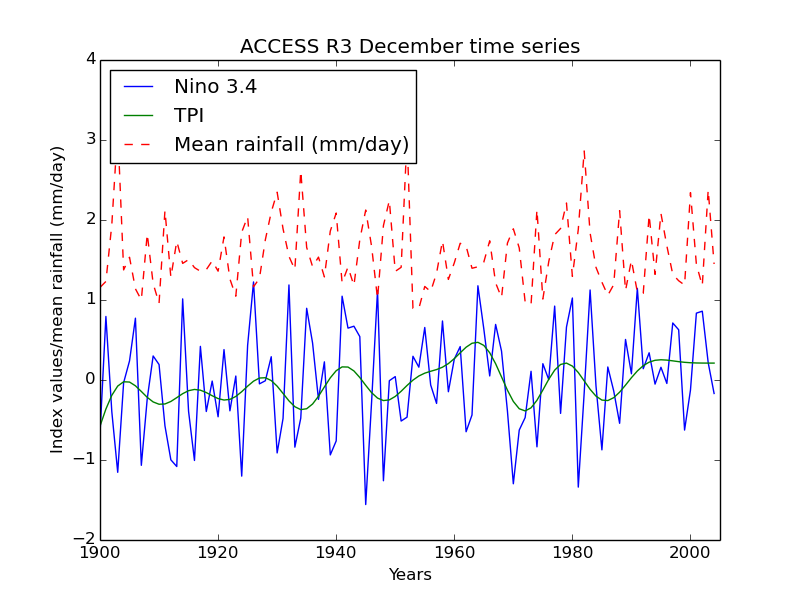 ACCESS R3 December time series
4
3
2
1
0
−1
−2
Index values/mean rainfall (mm/day)
Nino 3.4
TPI
Mean rainfall (mm/day)
1900 1920 1940 1960 1980 2000
Years